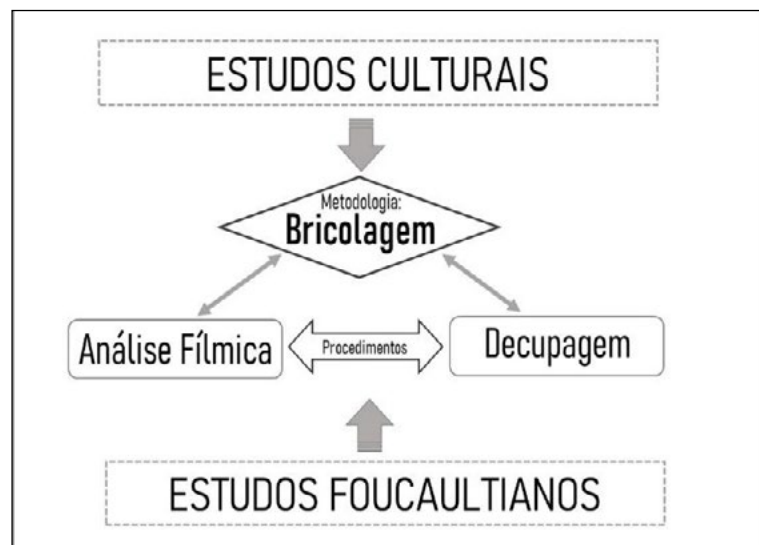 ESTUDOS CULTURAIS
Metodologia:
Bricolagem
Análise Fílmica
Procedimentos
Decupagem
ESTUDOS FOUCAULTIANOS